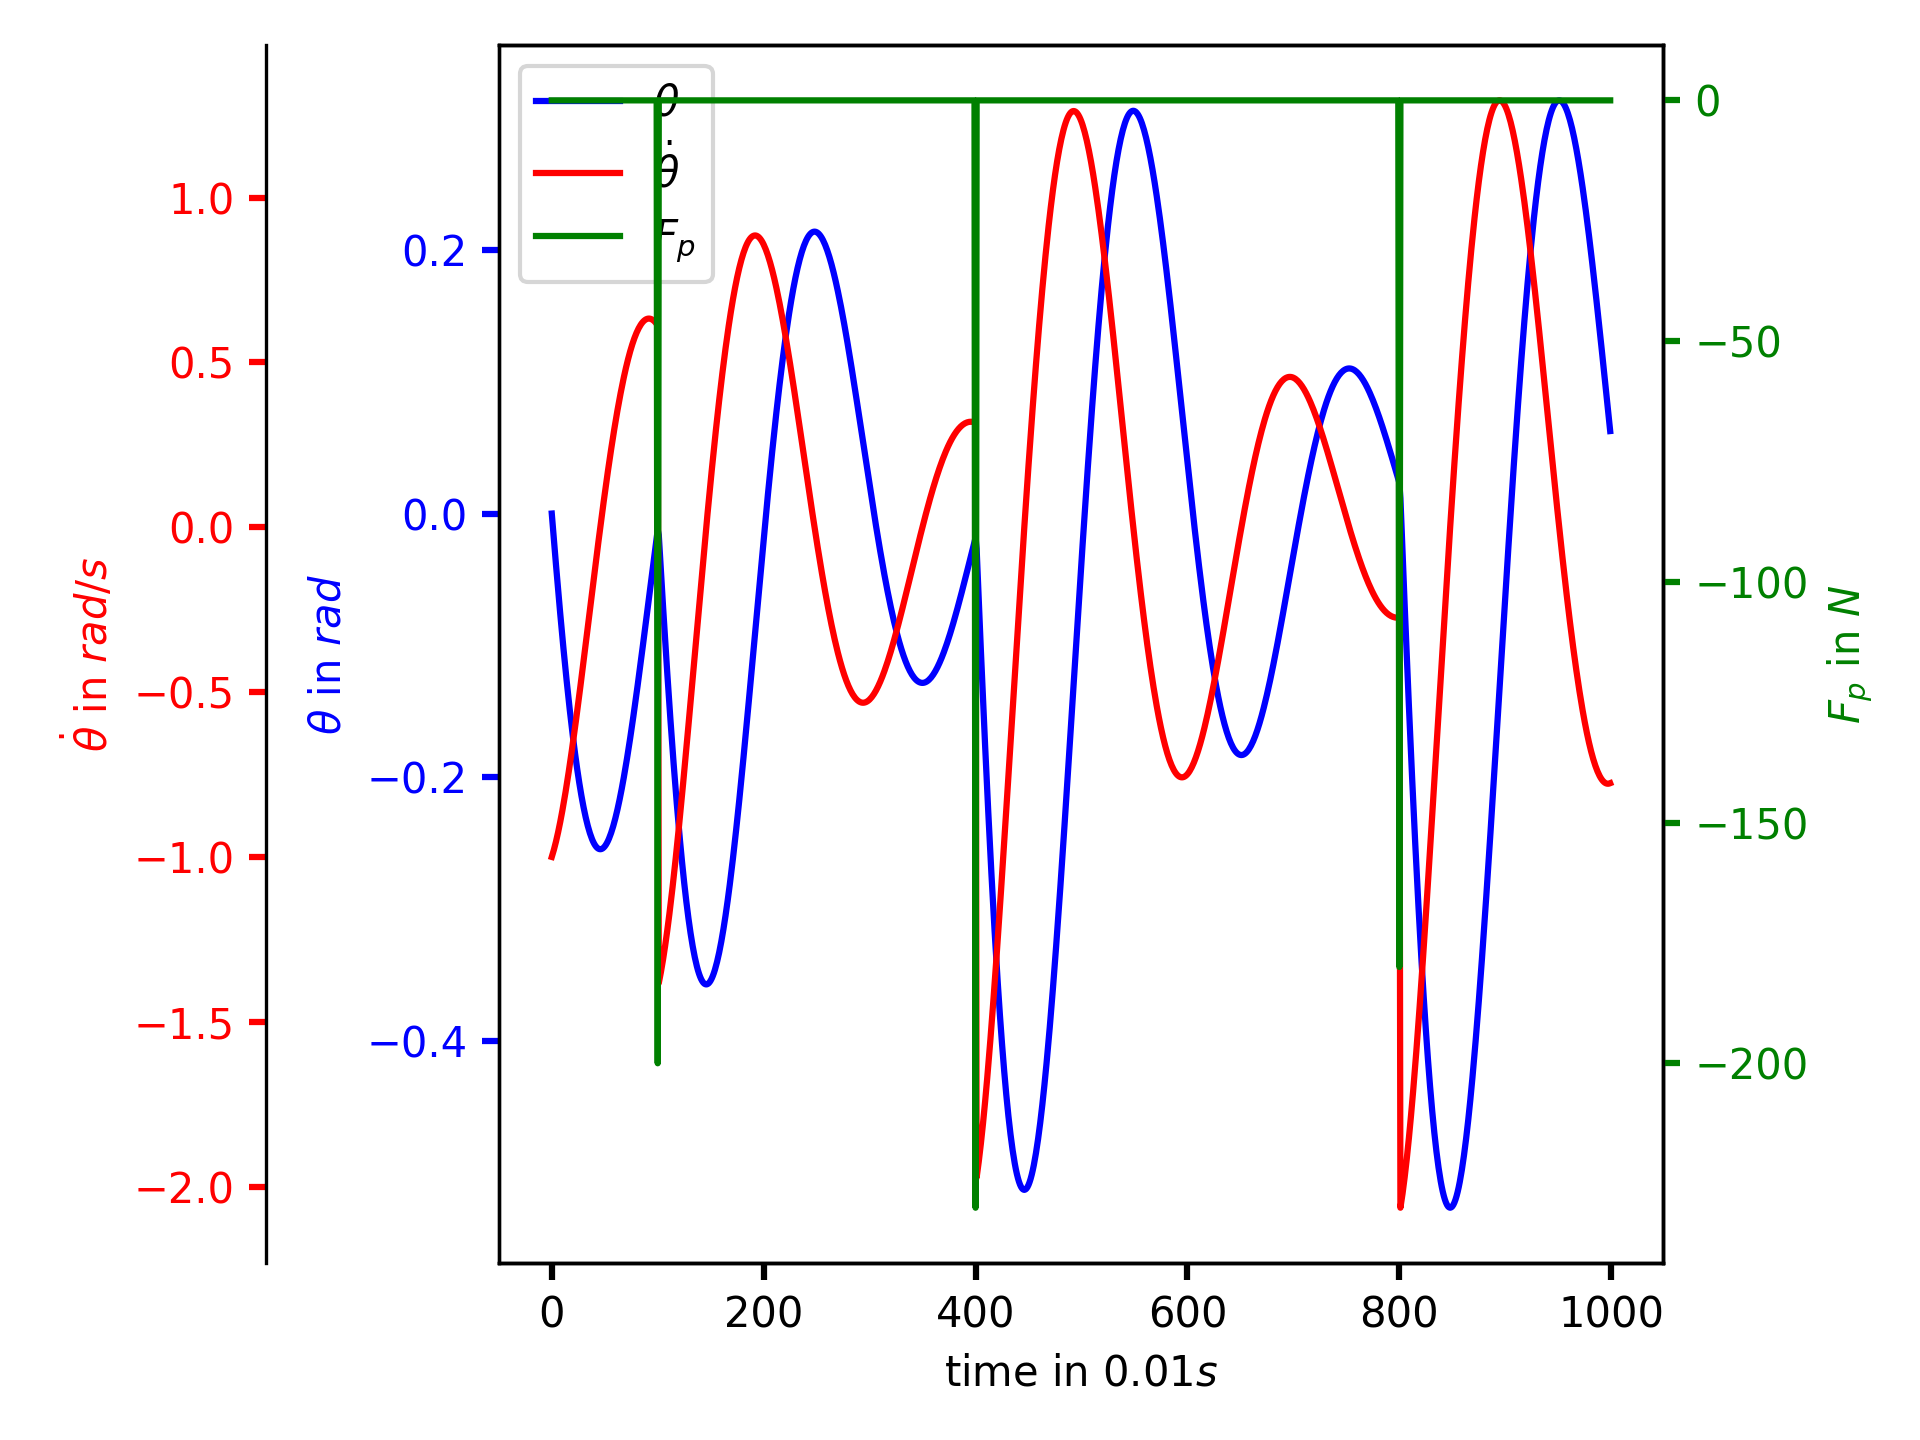 θ
θ̇
F_p
1.0
0.5
0.0
−0.5
−1.0
−1.5
−2.0
θ̇ in rad/s
0.2
0.0
−0.2
−0.4
θ in rad
0
−50
−100
−150
−200
F_p in N
0 200 400 600 800 1000
time in 0.01s